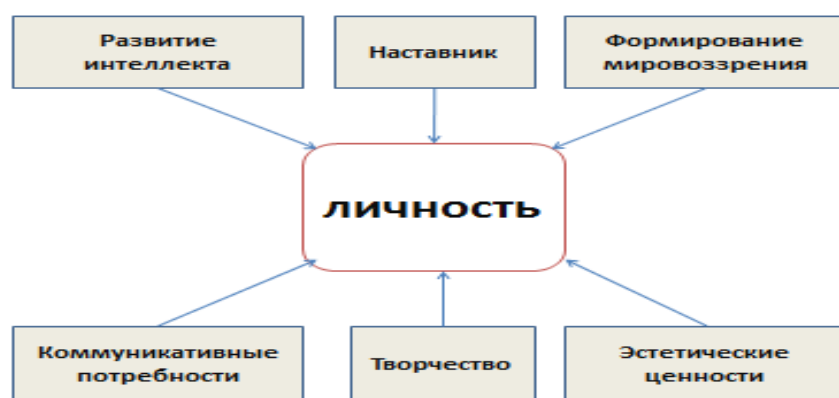 Развитие
интеллекта
Наставник
Формирование
мировоззрения
личность
Коммуникативные
потребности
Творчество
Эстетические
ценности